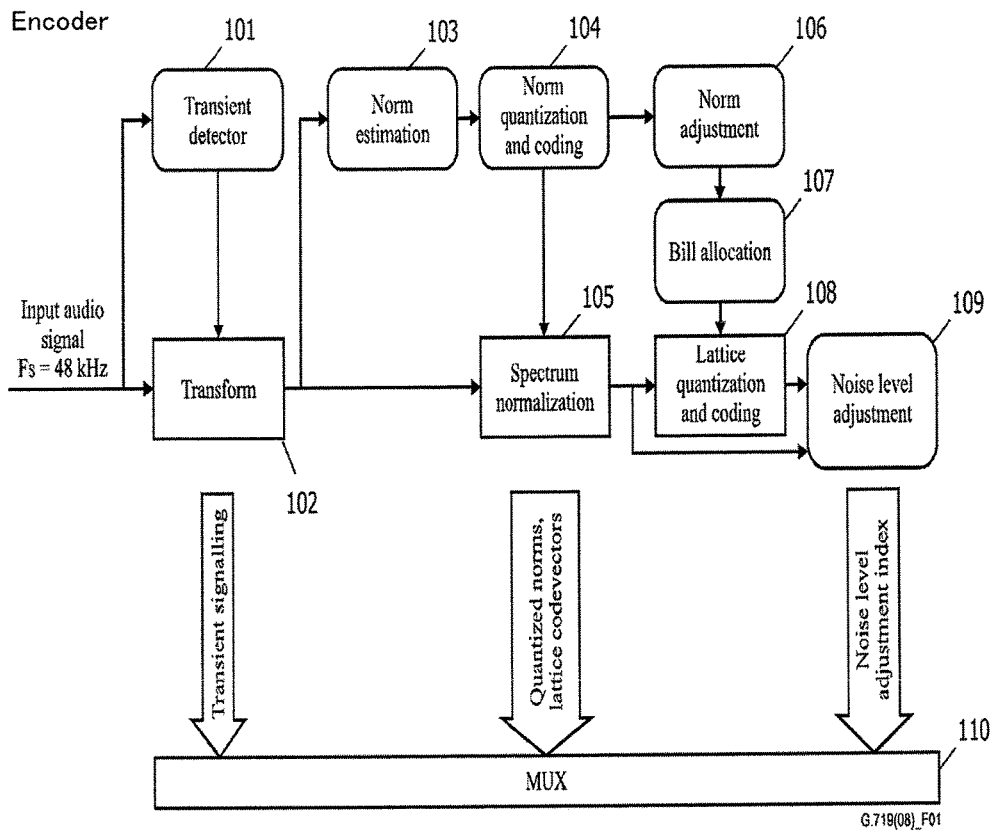 Encoder
101
103
104
106
Transient
detector
Norm
estimation
Norm
quantization
and coding
Norm
adjustment
107
Bill allocation
Input audio
signal
Fs = 48 kHz
105
108
109
Transform
Spectrum
normalization
Lattice
quantization
and coding
Noise level
adjustment
102
Transient signalling
Quantized norms,
lattice codevectors
Noise level
adjustment index
110
MUX
G.719(08)_F01